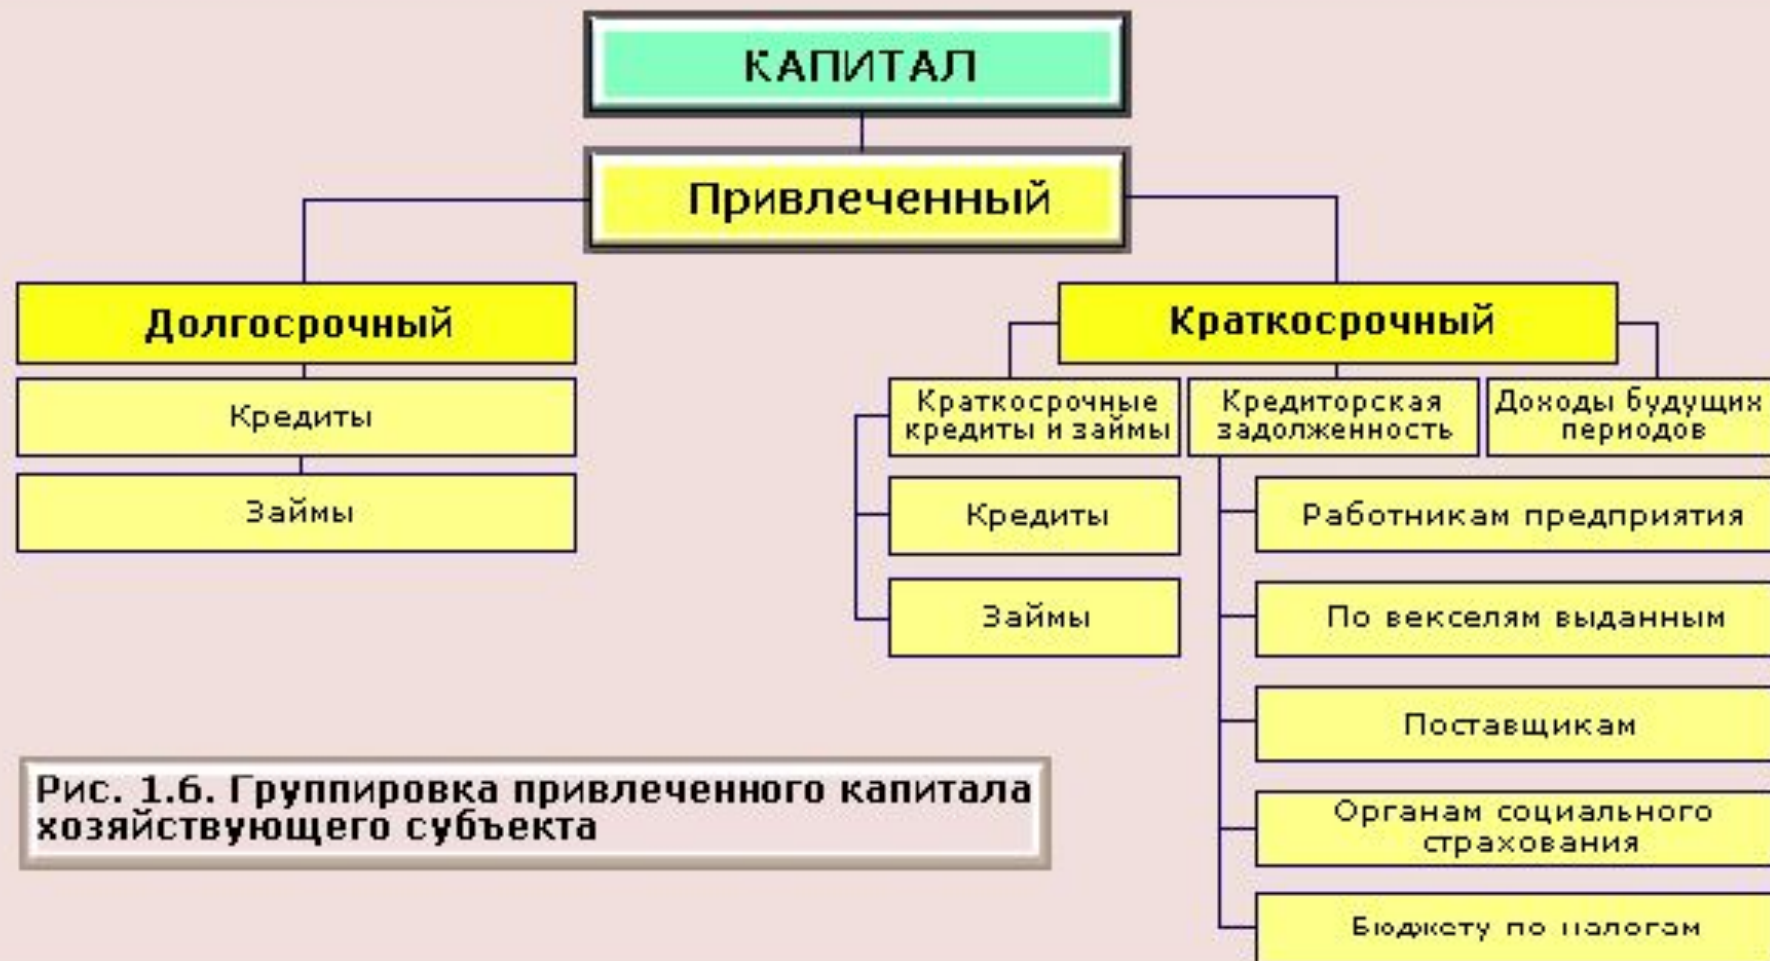 КАПИТАЛ
Привлеченный
Долгосрочный
Кредиты
Займы
Краткосрочный
Краткосрочные
кредиты и займы
Кредиты
Займы
Кредиторская
задолженность
Работникам предприятия
По векселям выданным
Поставщикам
Органам социального
страхования
Бюджету по налогам
Доходы будущих
периодов
Рис. 1.6. Группировка привлеченного капитала
хозяйствующего субъекта